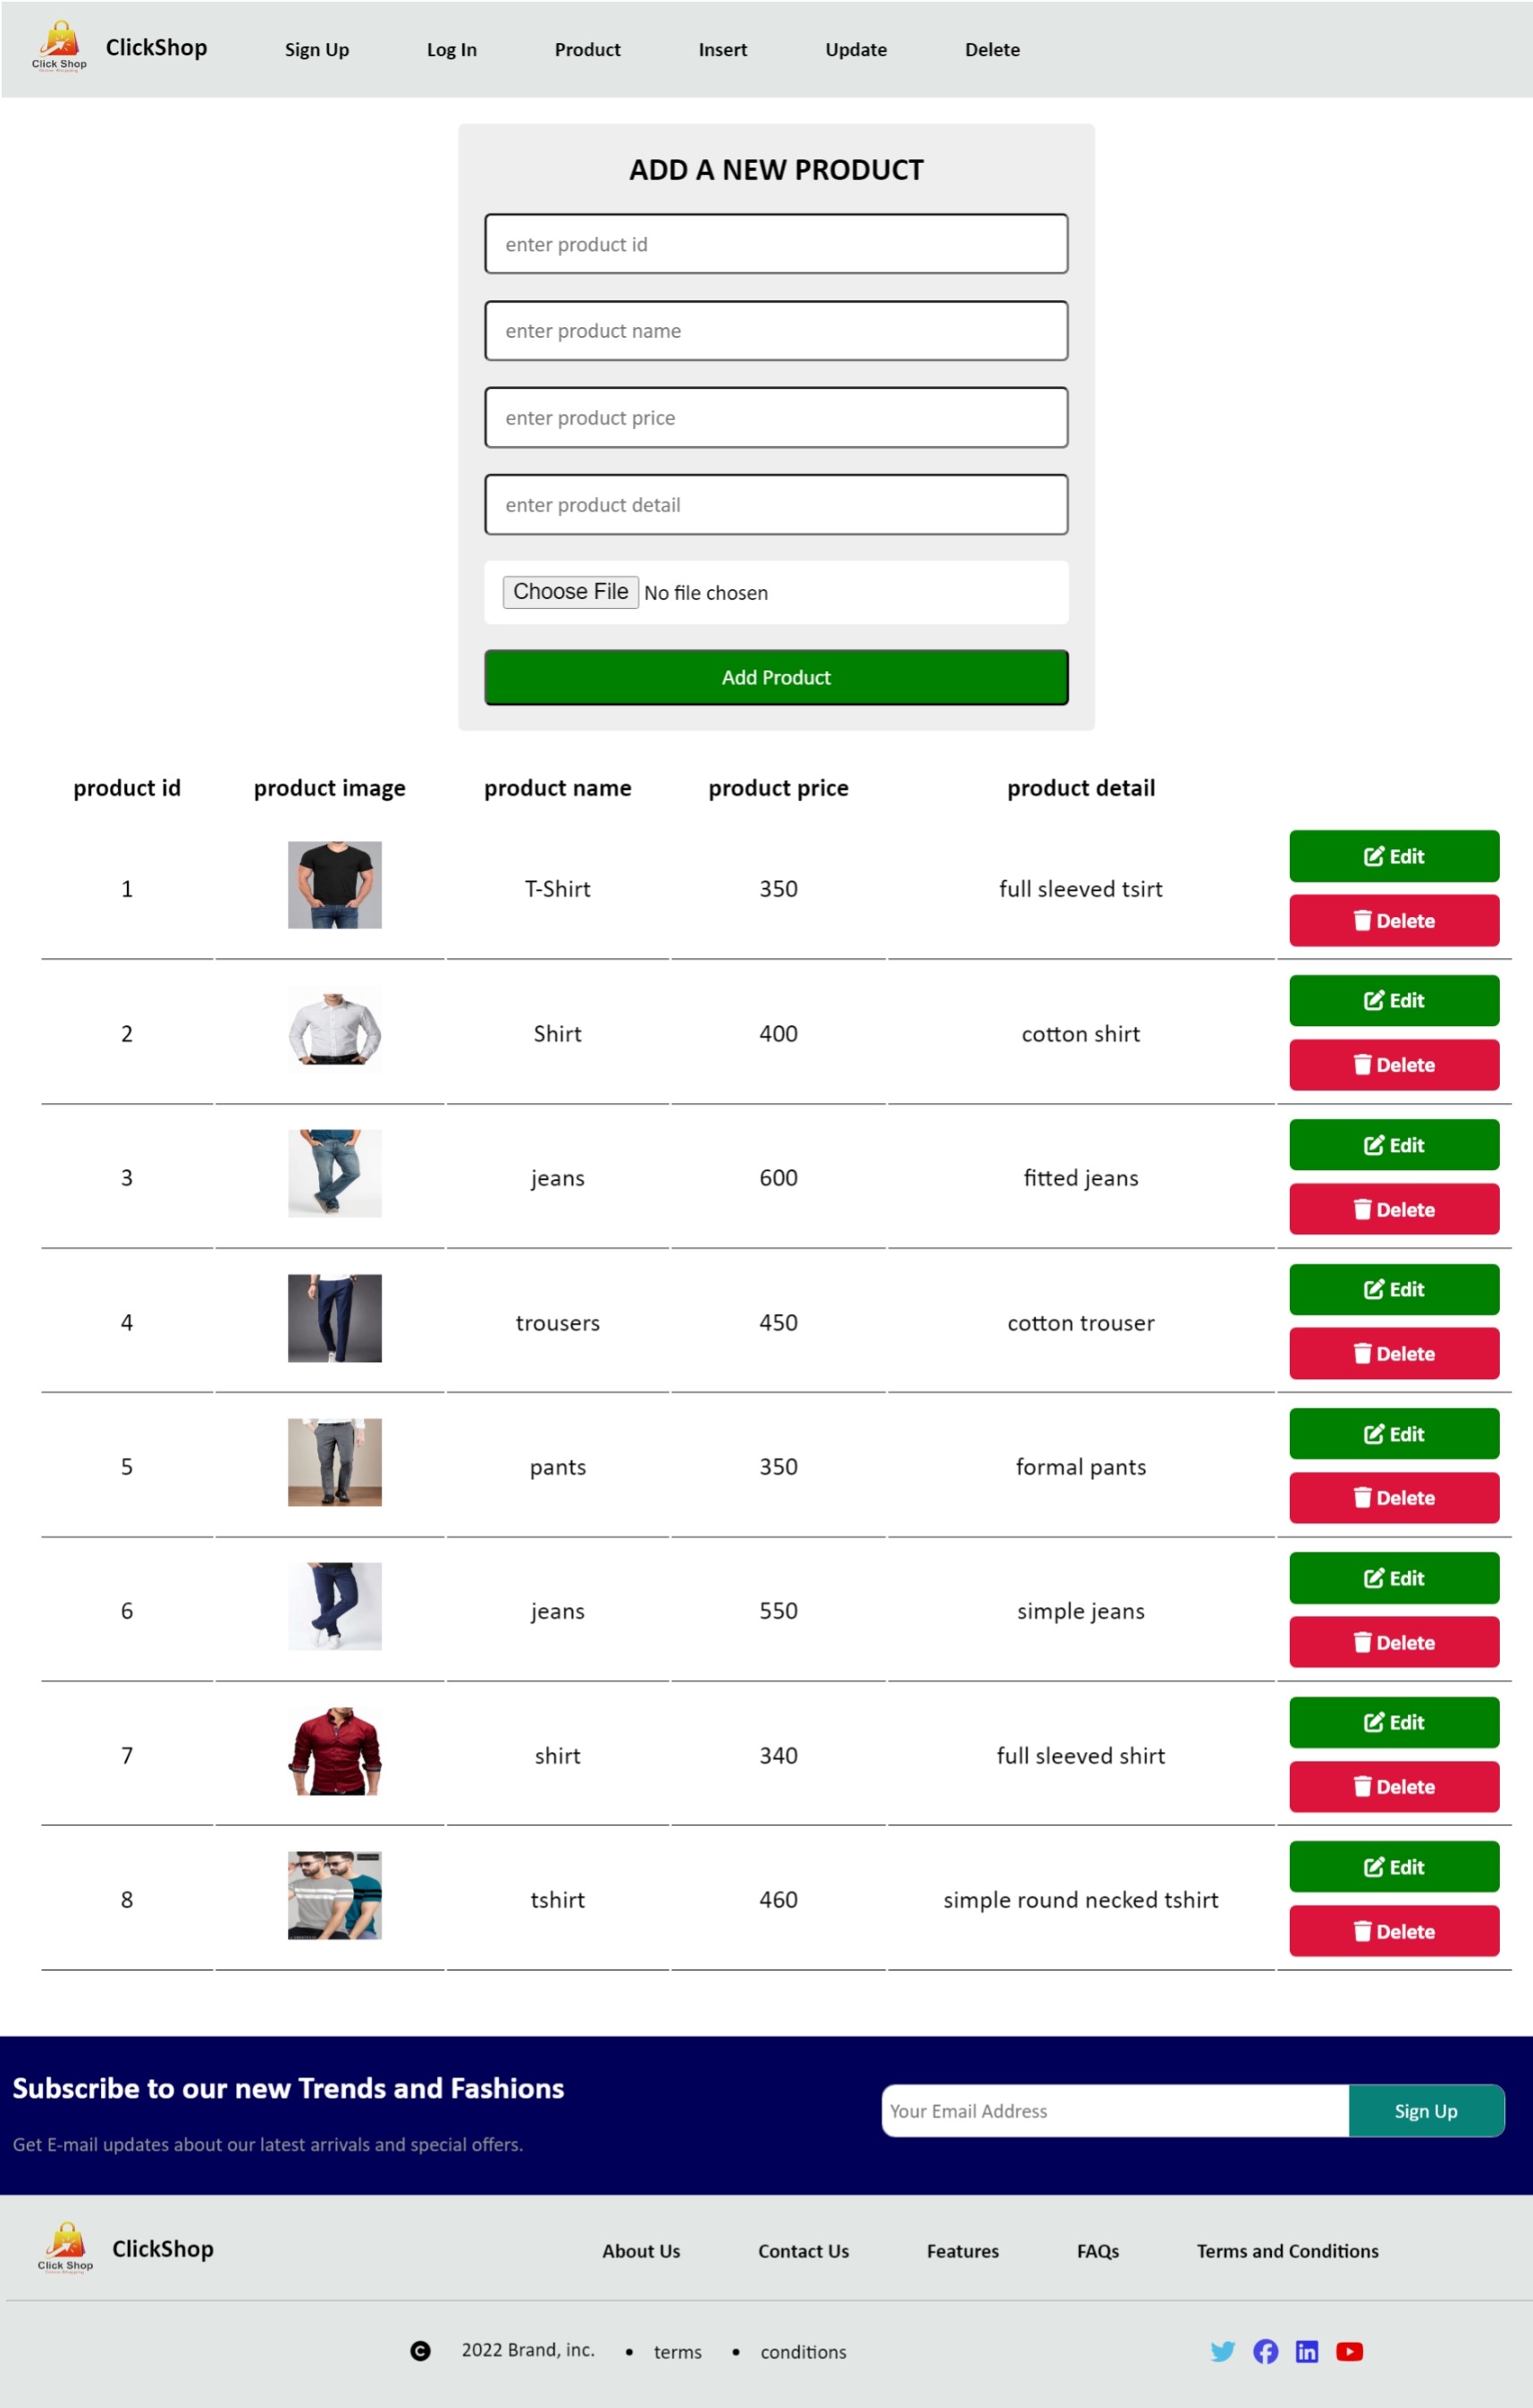 ClickShop Sign Up Log In Product Insert Update Delete
Click Shop
Online Shopping
ADD A NEW PRODUCT
enter product id
enter product name
enter product price
enter product detail
Choose File No file chosen
Add Product
product id product image product name product price product detail
1 T-Shirt 350 full sleeved tsirt
Edit
Delete
2 Shirt 400 cotton shirt
Edit
Delete
3 jeans 600 fitted jeans
Edit
Delete
4 trousers 450 cotton trouser
Edit
Delete
5 pants 350 formal pants
Edit
Delete
6 jeans 550 simple jeans
Edit
Delete
7 shirt 340 full sleeved shirt
Edit
Delete
8 tshirt 460 simple round necked tshirt
Edit
Delete
Subscribe to our new Trends and Fashions
Get E-mail updates about our latest arrivals and special offers.
Your Email Address Sign Up
ClickShop About Us Contact Us Features FAQs Terms and Conditions
Click Shop
Online Shopping
© 2022 Brand, inc. • terms • conditions